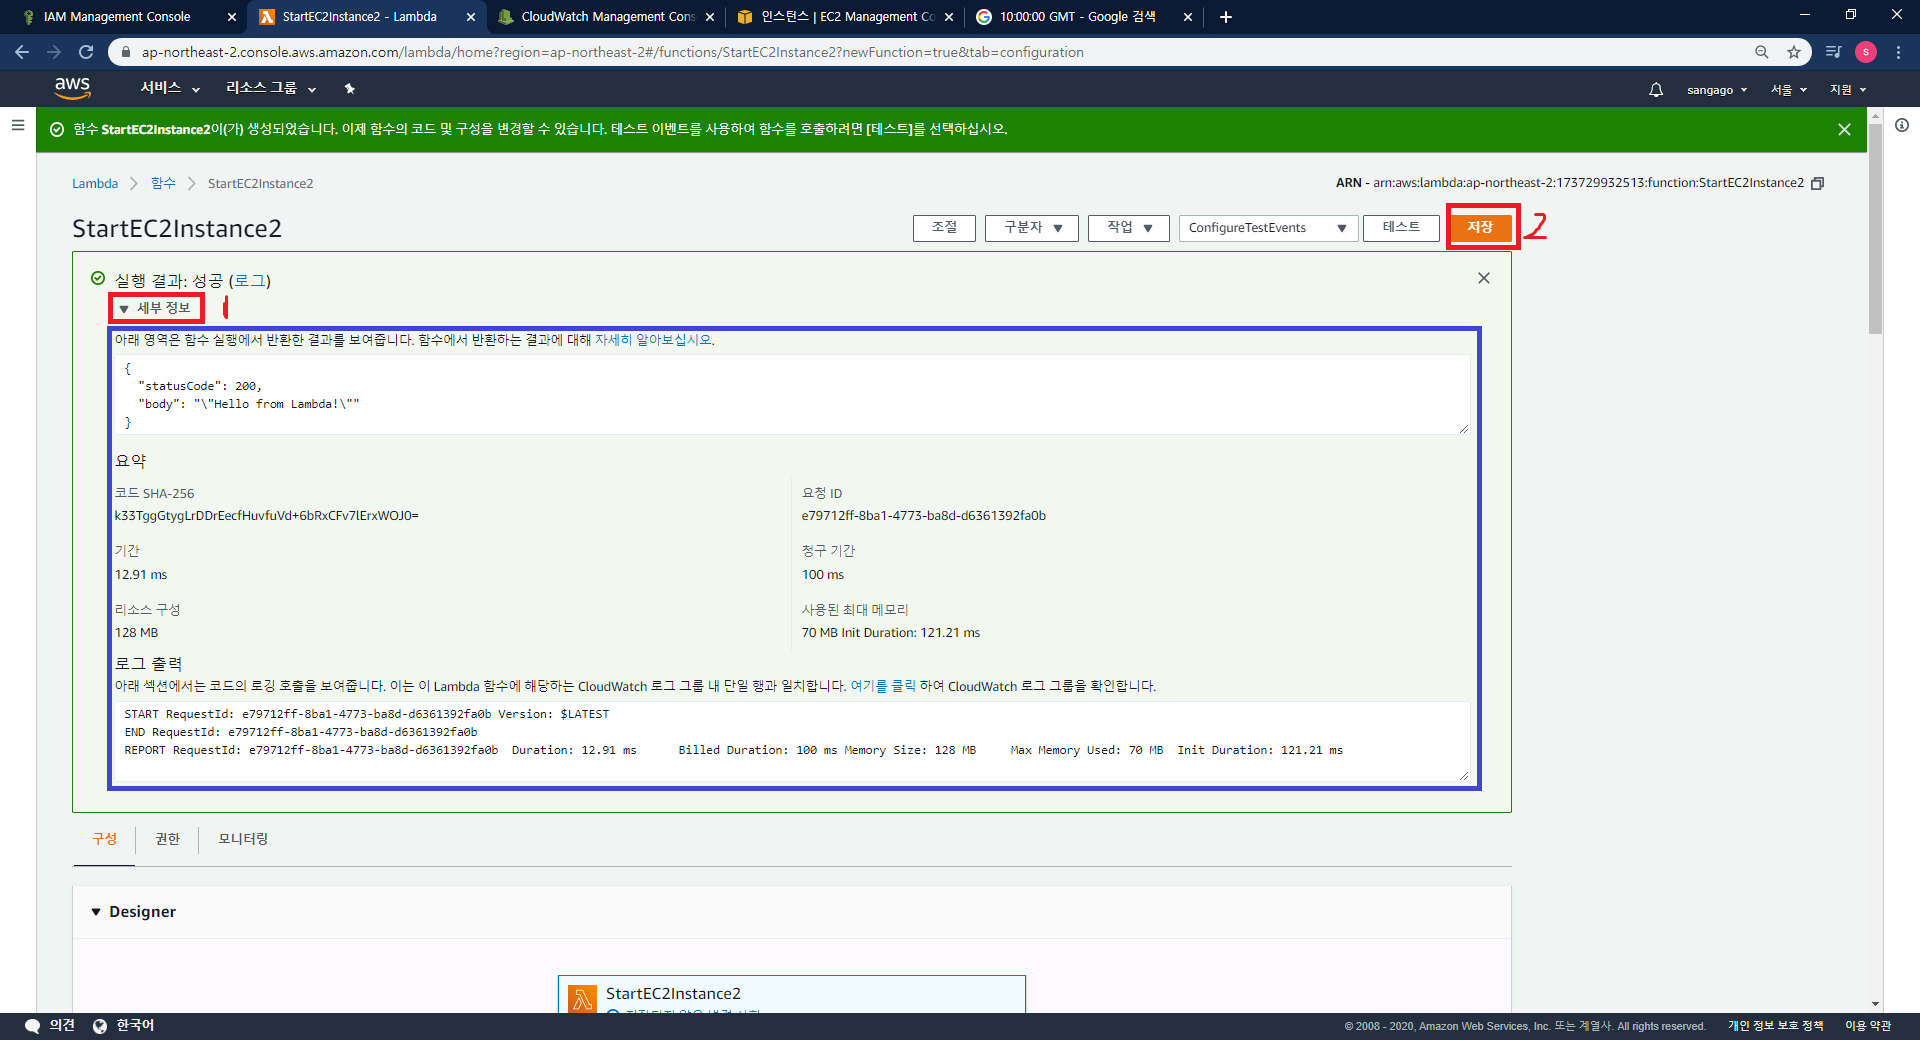 IAM Management Console
StartEC2Instance2 - Lambda
CloudWatch Management Cons
인스턴스 | EC2 Management Co
10:00:00 GMT - Google 검색
ap-northeast-2.console.aws.amazon.com/lambda/home?region=ap-northeast-2#/functions/StartEC2Instance2?newFunction=true&tab=configuration
s
aws
서비스
리소스 그룹
sangago
서울
지원
함수 StartEC2Instance2이(가) 생성되었습니다. 이제 함수의 코드 및 구성을 변경할 수 있습니다. 테스트 이벤트를 사용하여 함수를 호출하려면 [테스트]를 선택하십시오.
Lambda
함수
StartEC2Instance2
ARN - arn:aws:lambda:ap-northeast-2:173729932513:function:StartEC2Instance2
StartEC2Instance2
조절
구분자
작업
ConfigureTestEvents
테스트
저장
2
실행 결과: 성공 (로그)
세부 정보
1
아래 영역은 함수 실행에서 반환한 결과를 보여줍니다. 함수에서 반환하는 결과에 대해 자세히 알아보십시오.
{
"statusCode": 200,
"body": "\"Hello from Lambda!\""
}
요약
코드 SHA-256
k33TggGtygLrDDrEecfHuvfuVd+6bRxCFv7lErxWOJ0=
요청 ID
e79712ff-8ba1-4773-ba8d-d6361392fa0b
기간
12.91 ms
청구 기간
100 ms
리소스 구성
128 MB
사용된 최대 메모리
70 MB Init Duration: 121.21 ms
로그 출력
아래 섹션에서는 코드의 로깅 호출을 보여줍니다. 이는 이 Lambda 함수에 해당하는 CloudWatch 로그 그룹 내 단일 행과 일치합니다. 여기를 클릭 하여 CloudWatch 로그 그룹을 확인합니다.
START RequestId: e79712ff-8ba1-4773-ba8d-d6361392fa0b Version: $LATEST
END RequestId: e79712ff-8ba1-4773-ba8d-d6361392fa0b
REPORT RequestId: e79712ff-8ba1-4773-ba8d-d6361392fa0b Duration: 12.91 ms Billed Duration: 100 ms Memory Size: 128 MB Max Memory Used: 70 MB Init Duration: 121.21 ms
구성
권한
모니터링
Designer
StartEC2Instance2
의견
한국어
© 2008 - 2020, Amazon Web Services, Inc. 또는 계열사. All rights reserved.
개인 정보 보호 정책
이용 약관